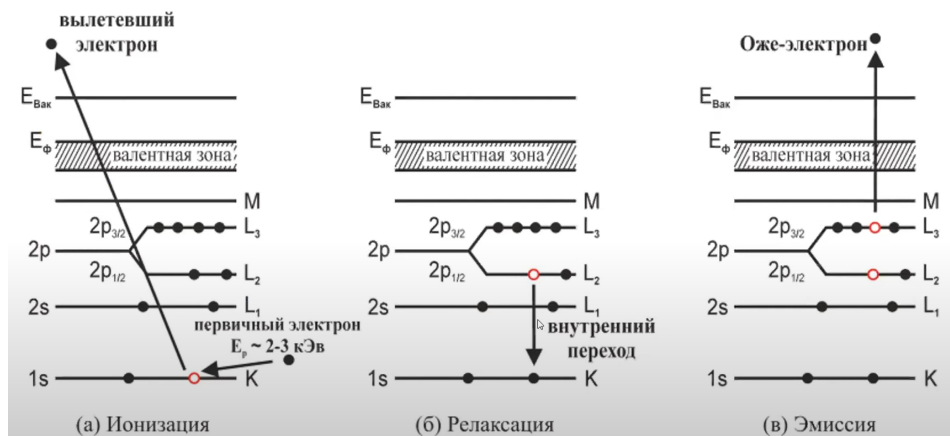 вылетевший
электрон
E_Вак
E_ф
валентная зона
M
2p_3/2
L_3
2p
2p_1/2
L_2
2s
L_1
первичный электрон
E_p ~ 2-3 кЭв
1s
K
(а) Ионизация
E_Вак
E_ф
валентная зона
M
2p_3/2
L_3
2p
2p_1/2
L_2
2s
L_1
внутренний
переход
1s
K
(б) Релаксация
Оже-электрон
E_Вак
E_ф
валентная зона
M
2p_3/2
L_3
2p
2p_1/2
L_2
2s
L_1
1s
K
(в) Эмиссия